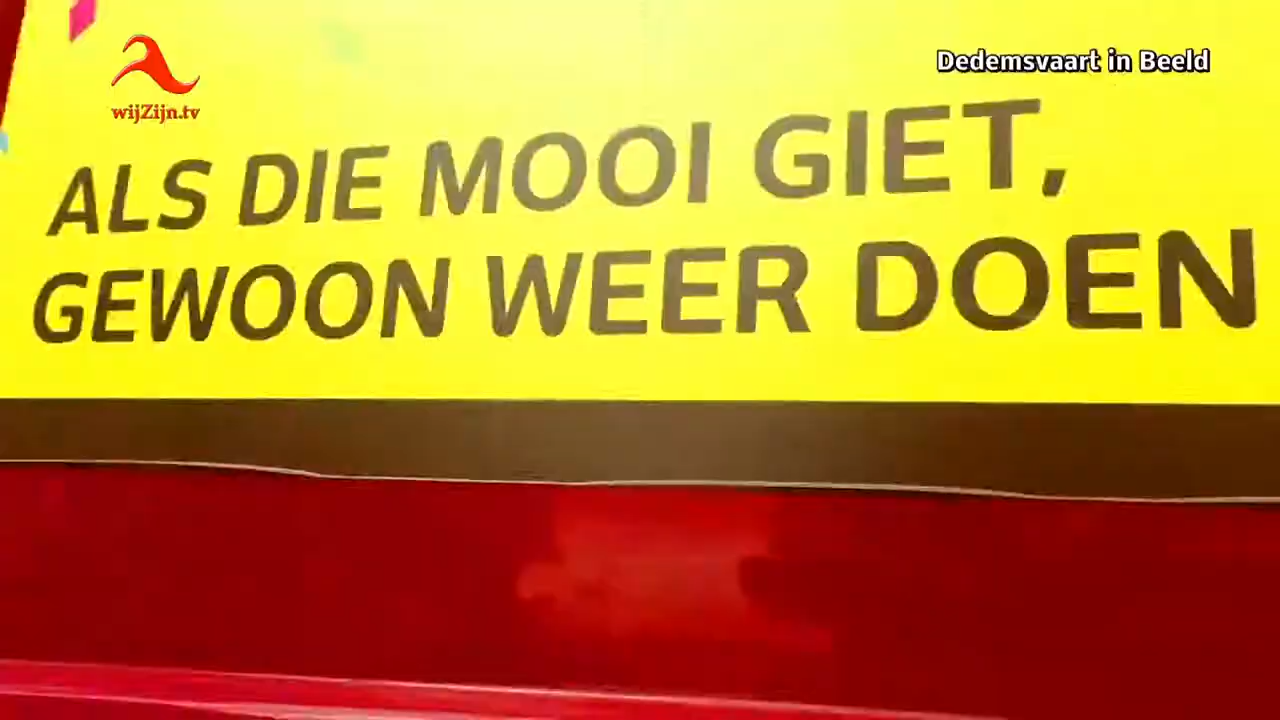 wijZijn.tv
Dedemsvaart in Beeld
ALS DIE MOOI GIET,
GEWOON WEER DOEN